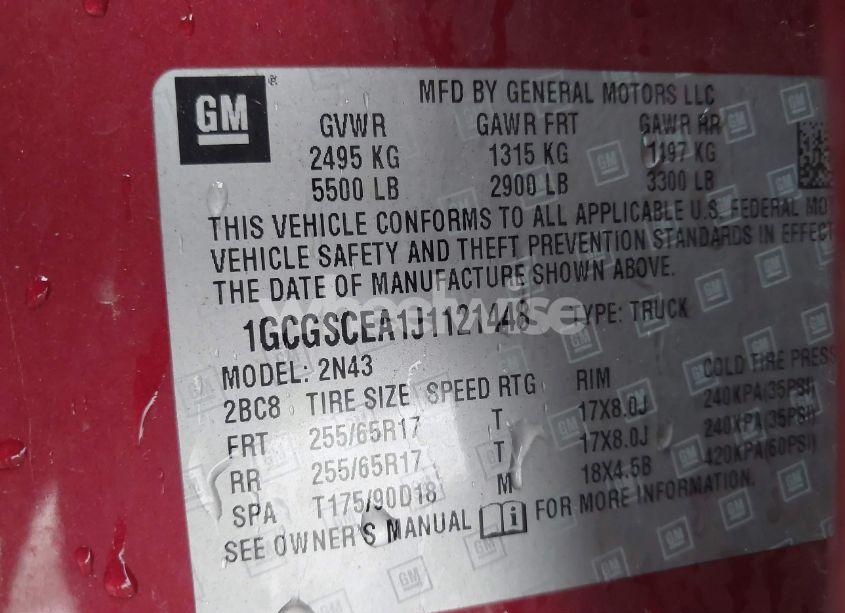 GM ®
MFD BY GENERAL MOTORS LLC
GVWR GAWR FRT GAWR RR
2495 KG 1315 KG 1197 KG
5500 LB 2900 LB 3300 LB
THIS VEHICLE CONFORMS TO ALL APPLICABLE U.S. FEDERAL
VEHICLE SAFETY AND THEFT PREVENTION STANDARDS IN EFFECT
THE DATE OF MANUFACTURE SHOWN ABOVE.
Wheelwise
1GCGSCEA1J1121448 TYPE: TRUCK
MODEL: 2N43
2BC8 TIRE SIZE SPEED RTG RIM COLD TIRE PRESS
FRT 255/65R17 T 17X8.0J 240KPA(35PSI)
RR 255/65R17 T 17X8.0J 240KPA(35PSI)
SPA T175/90D18 M 18X4.5B 420KPA(60PSI)
SEE OWNER'S MANUAL i FOR MORE INFORMATION.